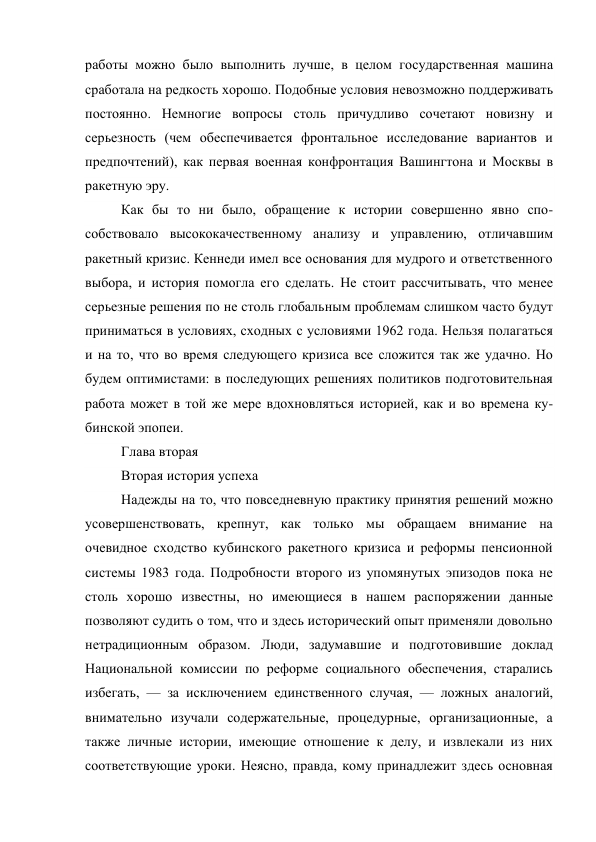 работы можно было выполнить лучше, в целом государственная машина
сработала на редкость хорошо. Подобные условия невозможно поддерживать
постоянно. Немногие вопросы столь причудливо сочетают новизну и
серьезность (чем обеспечивается фронтальное исследование вариантов и
предпочтений), как первая военная конфронтация Вашингтона и Москвы в
ракетную эру.
Как бы то ни было, обращение к истории совершенно явно спо-
собствовало высококачественному анализу и управлению, отличавшим
ракетный кризис. Кеннеди имел все основания для мудрого и ответственного
выбора, и история помогла его сделать. Не стоит рассчитывать, что менее
серьезные решения по не столь глобальным проблемам слишком часто будут
приниматься в условиях, сходных с условиями 1962 года. Нельзя полагаться
и на то, что во время следующего кризиса все сложится так же удачно. Но
будем оптимистами: в последующих решениях политиков подготовительная
работа может в той же мере вдохновляться историей, как и во времена ку-
бинской эпопеи.
Глава вторая
Вторая история успеха
Надежды на то, что повседневную практику принятия решений можно
усовершенствовать, крепнут, как только мы обращаем внимание на
очевидное сходство кубинского ракетного кризиса и реформы пенсионной
системы 1983 года. Подробности второго из упомянутых эпизодов пока не
столь хорошо известны, но имеющиеся в нашем распоряжении данные
позволяют судить о том, что и здесь исторический опыт применяли довольно
нетрадиционным образом. Люди, задумавшие и подготовившие доклад
Национальной комиссии по реформе социального обеспечения, старались
избегать, — за исключением единственного случая, — ложных аналогий,
внимательно изучали содержательные, процедурные, организационные, а
также личные истории, имеющие отношение к делу, и извлекали из них
соответствующие уроки. Неясно, правда, кому принадлежит здесь основная